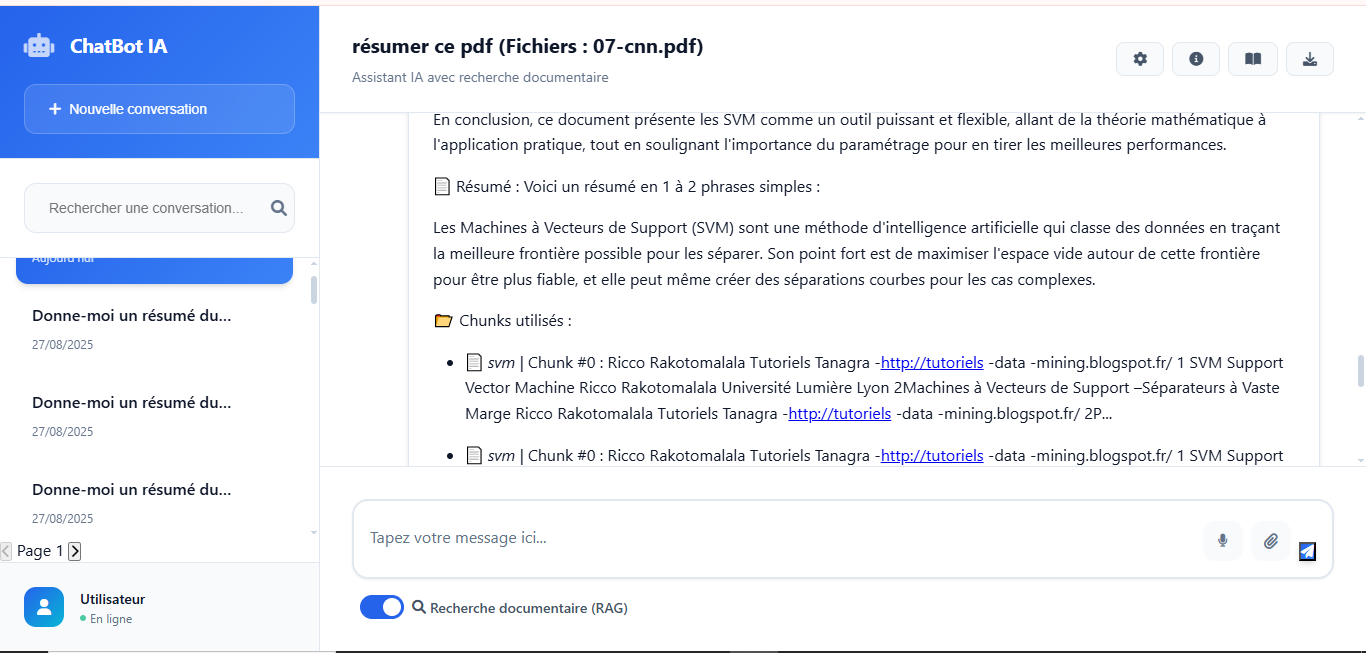 ChatBot IA
+ Nouvelle conversation
Rechercher une conversation...
Aujourd'hui
Donne-moi un résumé du...
27/08/2025
Donne-moi un résumé du...
27/08/2025
Donne-moi un résumé du...
27/08/2025
Page 1
Utilisateur
En ligne
résumer ce pdf (Fichiers : 07-cnn.pdf)
Assistant IA avec recherche documentaire
En conclusion, ce document présente les SVM comme un outil puissant et flexible, allant de la théorie mathématique à
l'application pratique, tout en soulignant l'importance du paramétrage pour en tirer les meilleures performances.
Résumé : Voici un résumé en 1 à 2 phrases simples :
Les Machines à Vecteurs de Support (SVM) sont une méthode d'intelligence artificielle qui classe des données en traçant
la meilleure frontière possible pour les séparer. Son point fort est de maximiser l'espace vide autour de cette frontière
pour être plus fiable, et elle peut même créer des séparations courbes pour les cas complexes.
Chunks utilisés :
• svm | Chunk #0 : Ricco Rakotomalala Tutoriels Tanagra -http://tutoriels -data -mining.blogspot.fr/ 1 SVM Support
Vector Machine Ricco Rakotomalala Université Lumière Lyon 2Machines à Vecteurs de Support –Séparateurs à Vaste
Marge Ricco Rakotomalala Tutoriels Tanagra -http://tutoriels -data -mining.blogspot.fr/ 2P...
• svm | Chunk #0 : Ricco Rakotomalala Tutoriels Tanagra -http://tutoriels -data -mining.blogspot.fr/ 1 SVM Support
Tapez votre message ici...
Recherche documentaire (RAG)